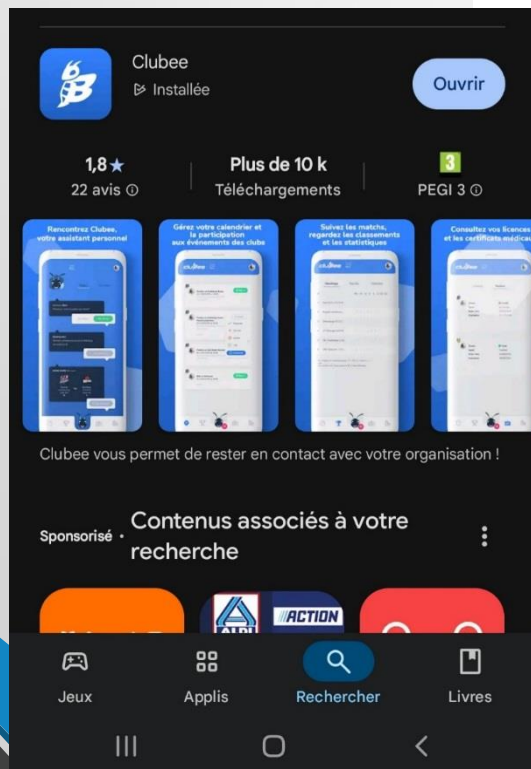 Clubee
Installée
Ouvrir
1,8★
22 avis
Plus de 10 k
Téléchargements
3
PEGI 3
Rencontrez Clubee,
votre assistant personnel
Gérez votre calendrier et
la participation
aux événements des clubs
Suivez les matchs,
regardez les classements
et les statistiques
Consultez vos licences
et les certificats médicau
Clubee vous permet de rester en contact avec votre organisation !
Sponsorisé •
Contenus associés à votre
recherche
ALDI
ACTION
Jeux
Applis
Rechercher
Livres